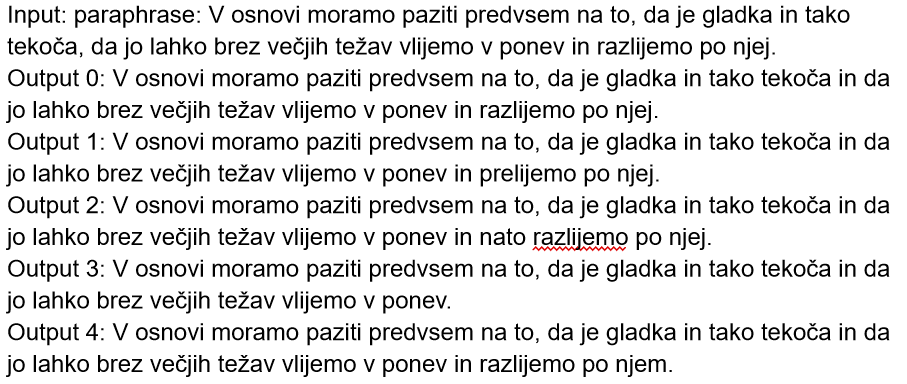 Input: paraphrase: V osnovi moramo paziti predvsem na to, da je gladka in tako
tekoča, da jo lahko brez večjih težav vlijemo v ponev in razlijemo po njej.
Output 0: V osnovi moramo paziti predvsem na to, da je gladka in tako tekoča in da
jo lahko brez večjih težav vlijemo v ponev in razlijemo po njej.
Output 1: V osnovi moramo paziti predvsem na to, da je gladka in tako tekoča in da
jo lahko brez večjih težav vlijemo v ponev in prelijemo po njej.
Output 2: V osnovi moramo paziti predvsem na to, da je gladka in tako tekoča in da
jo lahko brez večjih težav vlijemo v ponev in nato razlijemo po njej.
Output 3: V osnovi moramo paziti predvsem na to, da je gladka in tako tekoča in da
jo lahko brez večjih težav vlijemo v ponev.
Output 4: V osnovi moramo paziti predvsem na to, da je gladka in tako tekoča in da
jo lahko brez večjih težav vlijemo v ponev in razlijemo po njem.